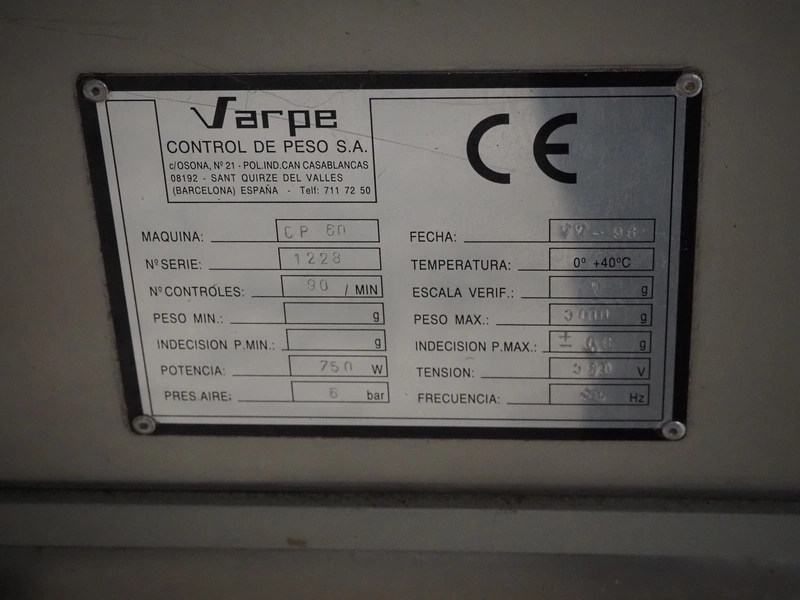 Varpe
CONTROL DE PESO S.A.
c/OSONA, Nº 21 - POL.IND.CAN CASABLANCAS
08192 - SANT QUIRZE DEL VALLES
(BARCELONA) ESPAÑA - Telf: 711 72 50
CE
MAQUINA: CP 60
Nº SERIE: 1228
Nº CONTROLES: 90 / MIN
PESO MIN.: g
INDECISION P.MIN.: g
POTENCIA: 750 W
PRES.AIRE: 6 bar
FECHA:
TEMPERATURA: 0º +40ºC
ESCALA VERIF.: g
PESO MAX.: 3000 g
INDECISION P.MAX.: ± g
TENSION: 380 V
FRECUENCIA: Hz